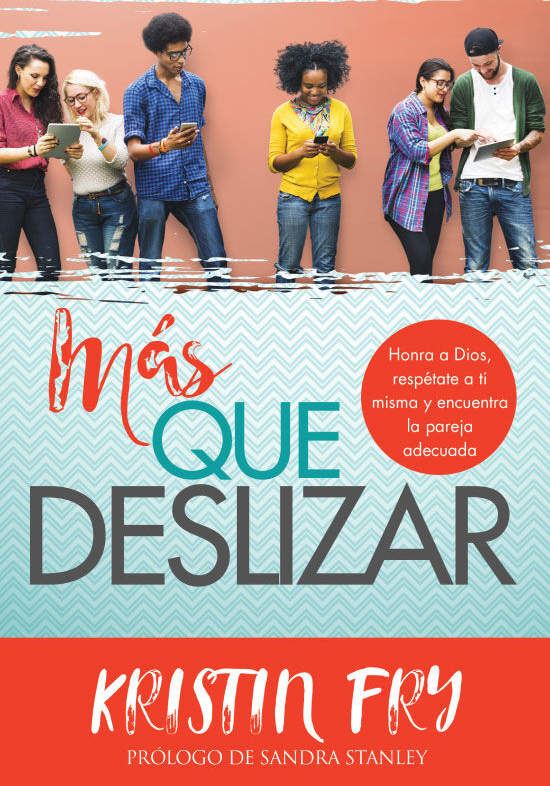 Más
QUE
DESLIZAR
Honra a Dios,
respétate a ti
misma y encuentra
la pareja
adecuada
KRISTIN FRY
PRÓLOGO DE SANDRA STANLEY